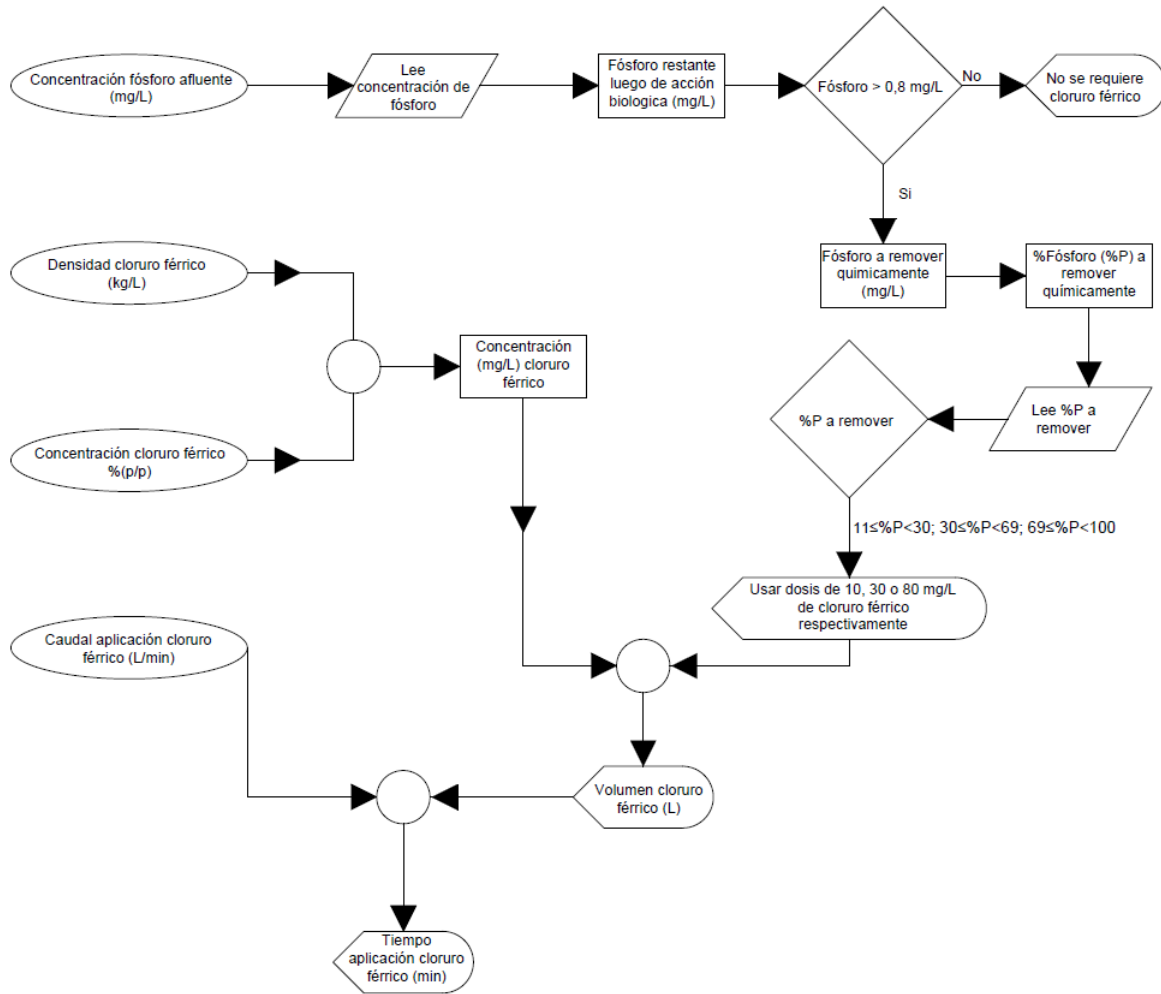 Concentración fósforo afluente
(mg/L)
Lee
concentración de
fósforo
Fósforo restante
luego de acción
biologica (mg/L)
Fósforo > 0,8 mg/L
No
No se requiere
cloruro férrico
Si
Densidad cloruro férrico
(kg/L)
Fósforo a remover
quimicamente
(mg/L)
%Fósforo (%P) a
remover
químicamente
Concentración
(mg/L) cloruro
férrico
%P a remover
Lee %P a
remover
Concentración cloruro férrico
%(p/p)
11≤%P<30; 30≤%P<69; 69≤%P<100
Usar dosis de 10, 30 o 80 mg/L
de cloruro férrico
respectivamente
Caudal aplicación cloruro
férrico (L/min)
Volumen cloruro
férrico (L)
Tiempo
aplicación cloruro
férrico (min)